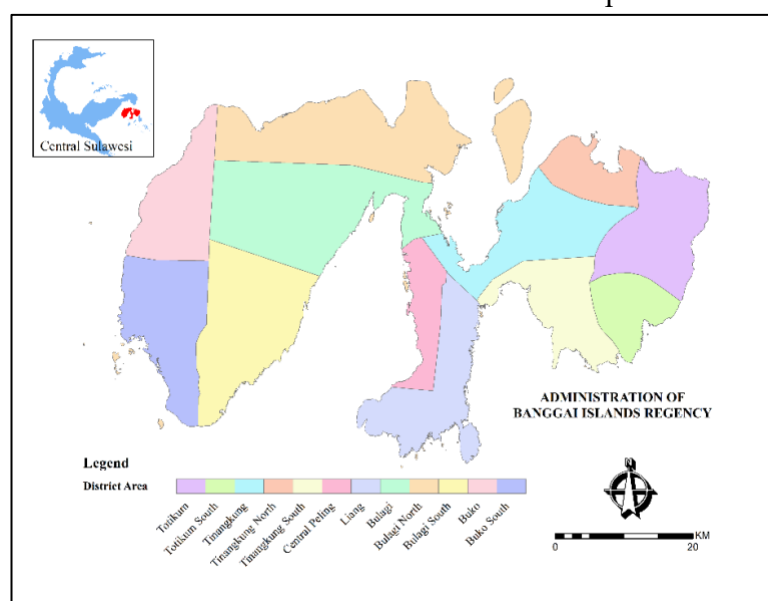 Central Sulawesi
ADMINISTRATION OF
BANGGAI ISLANDS REGENCY
Legend
District Area
Totikum
Totikum South
Tinangkung
Tinangkung North
Tinangkung South
Central Peling
Liang
Bulagi
Bulagi North
Bulagi South
Buko
Buko South
N
KM
0
20